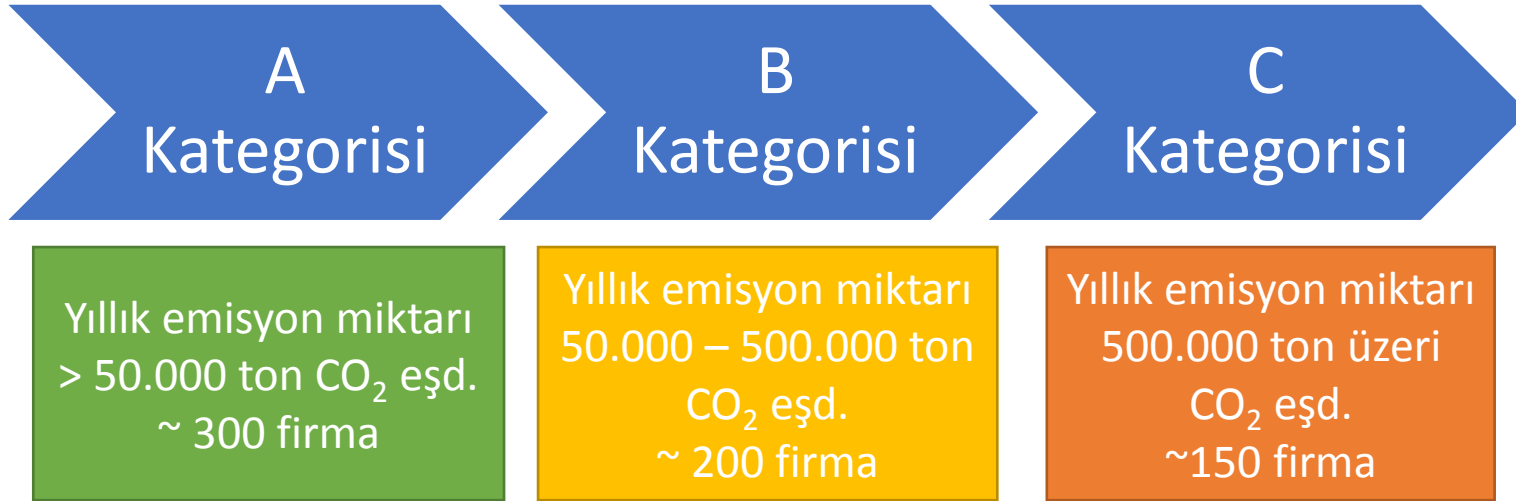 A
Kategorisi
B
Kategorisi
C
Kategorisi
Yıllık emisyon miktarı
> 50.000 ton CO₂ eşd.
~ 300 firma
Yıllık emisyon miktarı
50.000 – 500.000 ton
CO₂ eşd.
~ 200 firma
Yıllık emisyon miktarı
500.000 ton üzeri
CO₂ eşd.
~150 firma